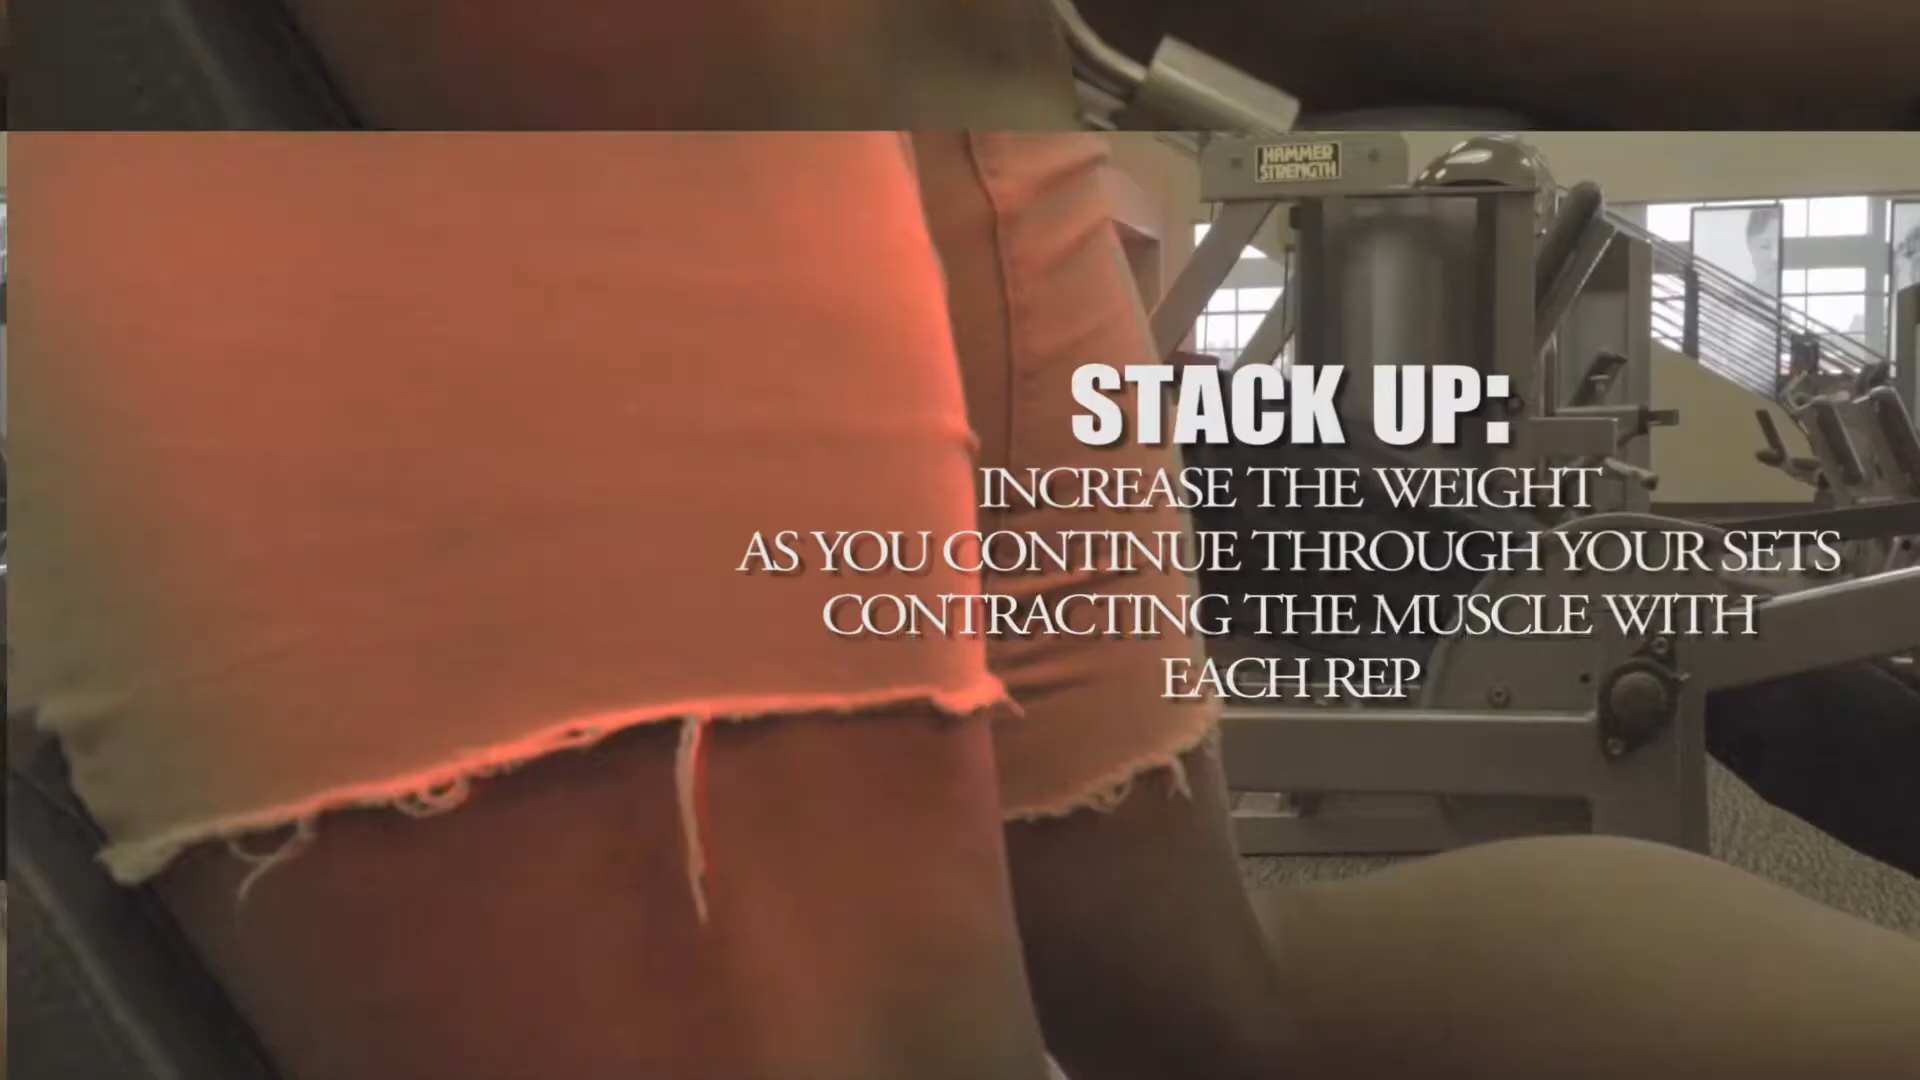 HAMMER
STRENGTH
STACK UP:
INCREASE THE WEIGHT
AS YOU CONTINUE THROUGH YOUR SETS
CONTRACTING THE MUSCLE WITH
EACH REP